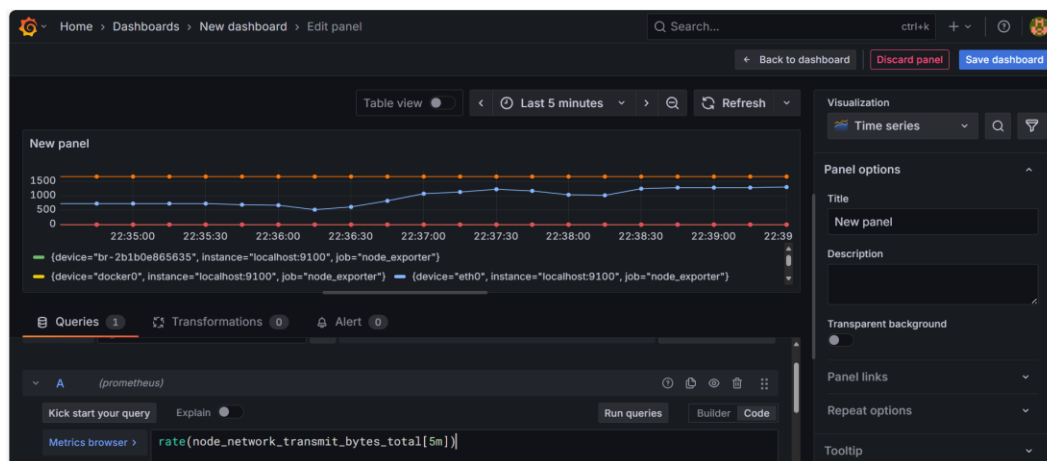 Home › Dashboards › New dashboard › Edit panel
Search...
ctrl+k
Back to dashboard
Discard panel
Save dashboard
Table view
Last 5 minutes
Refresh
New panel
1500
1000
500
0
22:35:00 22:35:30 22:36:00 22:36:30 22:37:00 22:37:30 22:38:00 22:38:30 22:39:00 22:39
{device="br-2b1b0e865635", instance="localhost:9100", job="node_exporter"}
{device="docker0", instance="localhost:9100", job="node_exporter"} {device="eth0", instance="localhost:9100", job="node_exporter"}
Queries 1 Transformations 0 Alert 0
A (prometheus)
Kick start your query Explain Run queries Builder Code
Metrics browser › rate(node_network_transmit_bytes_total[5m])
Visualization
Time series
Panel options
Title
New panel
Description
Transparent background
Panel links
Repeat options
Tooltip